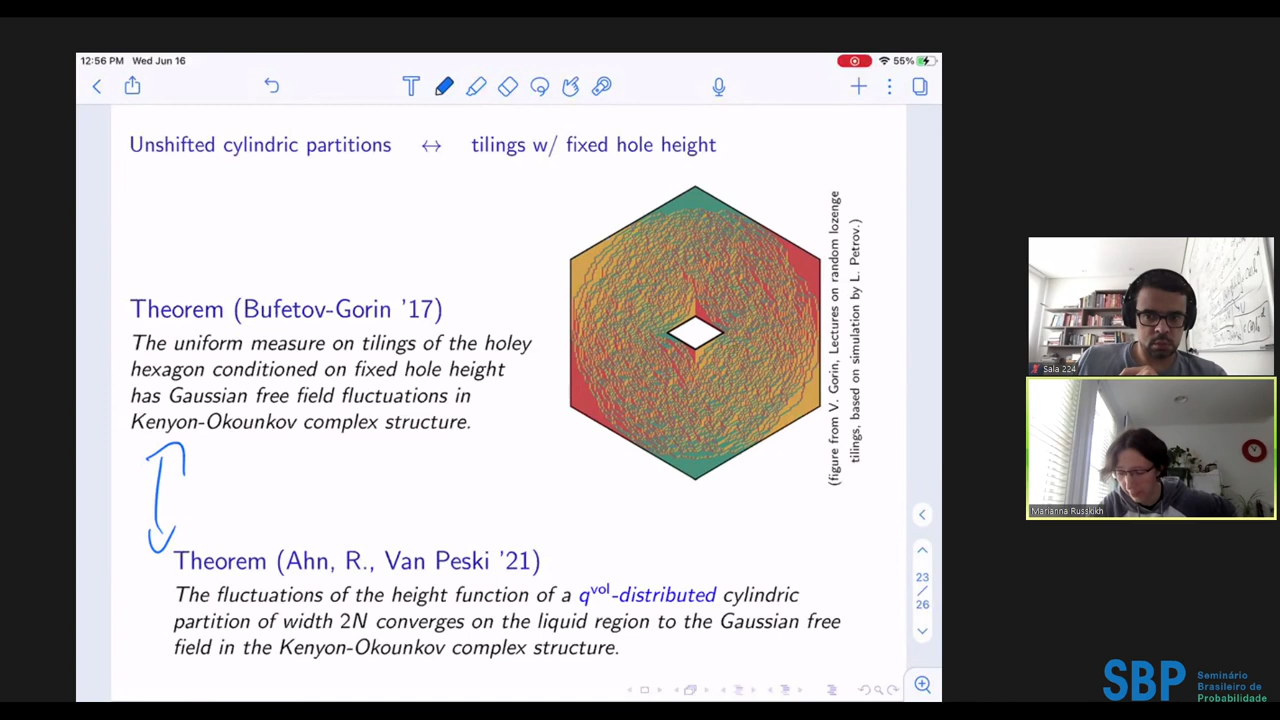 12:56 PM Wed Jun 16
55%
Unshifted cylindric partitions ↔ tilings w/ fixed hole height
Theorem (Bufetov-Gorin '17)
The uniform measure on tilings of the holey
hexagon conditioned on fixed hole height
has Gaussian free field fluctuations in
Kenyon-Okounkov complex structure.
(figure from V. Gorin, Lectures on random lozenge
tilings, based on simulation by L. Petrov.)
Theorem (Ahn, R., Van Peski '21)
The fluctuations of the height function of a q^vol-distributed cylindric
partition of width 2N converges on the liquid region to the Gaussian free
field in the Kenyon-Okounkov complex structure.
23
/
26
Sala 224
Marianna Russkikh
SBP
Seminário
Brasileiro de
Probabilidade